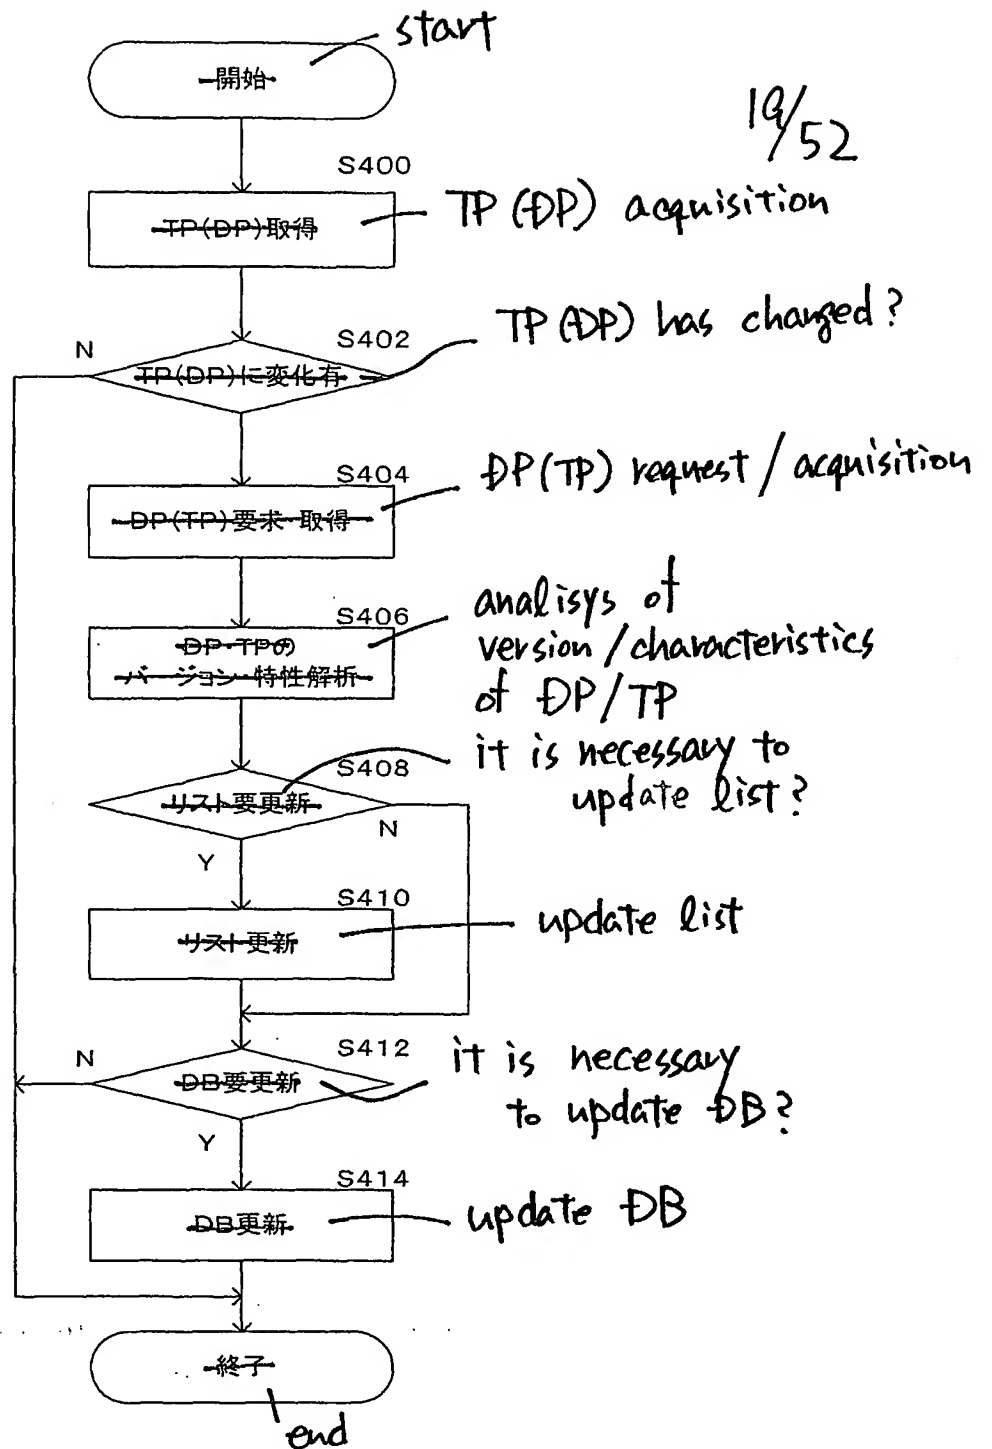 start
開始
19/52
S400
TP(DP)取得
TP (DP) acquisition
TP (DP) has changed?
S402
N
TP(DP)に変化有
S404
DP(TP)要求・取得
DP(TP) request / acquisition
S406
DP・TPの
バージョン・特性解析
analisys of
version / characteristics
of DP/TP
S408
リスト要更新
it is necessary to
update list?
N
Y
S410
リスト更新
update list
S412
N
DB要更新
it is necessary
to update DB?
Y
S414
DB更新
update DB
終了
end